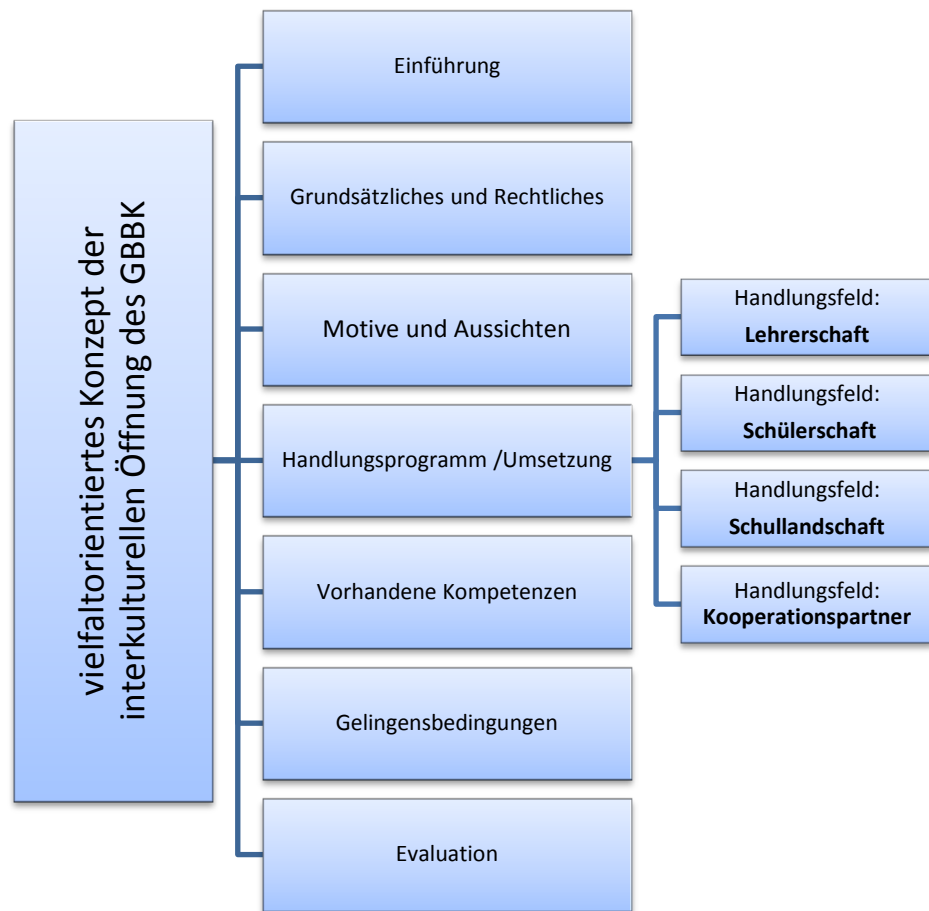 vielfaltorientiertes Konzept der
interkulturellen Öffnung des GBBK
Einführung
Grundsätzliches und Rechtliches
Motive und Aussichten
Handlungsprogramm /Umsetzung
Handlungsfeld:
Lehrerschaft
Handlungsfeld:
Schülerschaft
Handlungsfeld:
Schullandschaft
Handlungsfeld:
Kooperationspartner
Vorhandene Kompetenzen
Gelingensbedingungen
Evaluation